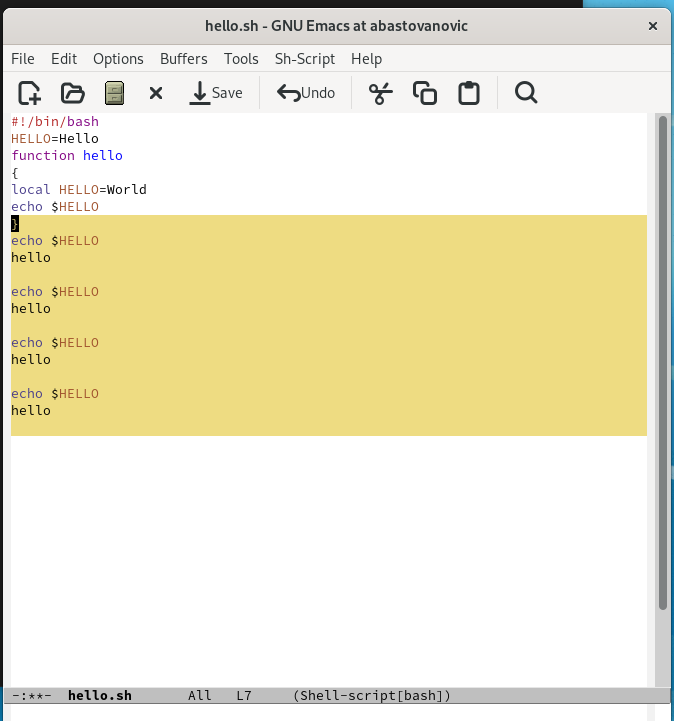 hello.sh - GNU Emacs at abastovanovic ×
File Edit Options Buffers Tools Sh-Script Help
Save Undo
#!/bin/bash
HELLO=Hello
function hello
{
local HELLO=World
echo $HELLO
}
echo $HELLO
hello
echo $HELLO
hello
echo $HELLO
hello
echo $HELLO
hello
-:**- hello.sh All L7 (Shell-script[bash])